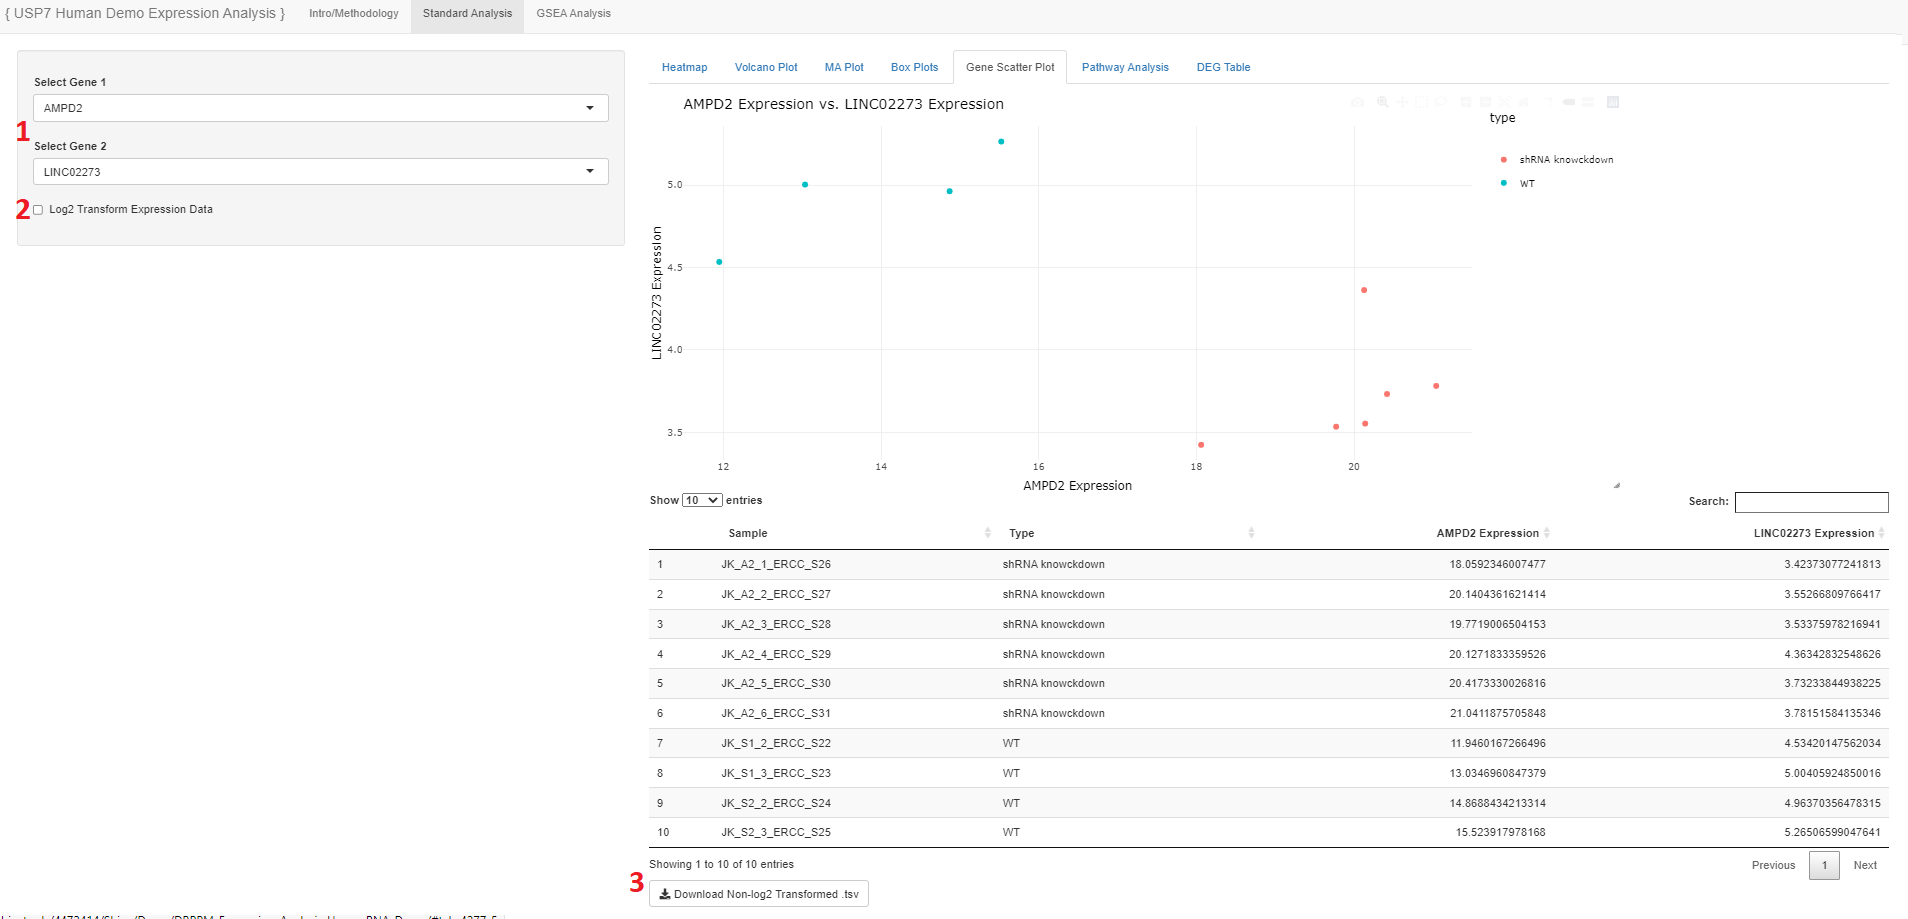 { USP7 Human Demo Expression Analysis } Intro/Methodology Standard Analysis GSEA Analysis
Select Gene 1
AMPD2
1
Select Gene 2
LINC02273
2 Log2 Transform Expression Data
Heatmap Volcano Plot MA Plot Box Plots Gene Scatter Plot Pathway Analysis DEG Table
AMPD2 Expression vs. LINC02273 Expression
type
shRNA knowckdown
WT
LINC02273 Expression
5.0
4.5
4.0
3.5
12 14 16 18 20
AMPD2 Expression
Show 10 entries Search:
Sample Type AMPD2 Expression LINC02273 Expression
1 JK_A2_1_ERCC_S26 shRNA knowckdown 18.0592346007477 3.42373077241813
2 JK_A2_2_ERCC_S27 shRNA knowckdown 20.1404361621414 3.55266809766417
3 JK_A2_3_ERCC_S28 shRNA knowckdown 19.7719006504153 3.53375978216941
4 JK_A2_4_ERCC_S29 shRNA knowckdown 20.1271833359526 4.36342832548626
5 JK_A2_5_ERCC_S30 shRNA knowckdown 20.4173330026816 3.73233844938225
6 JK_A2_6_ERCC_S31 shRNA knowckdown 21.0411875705848 3.78151584135346
7 JK_S1_2_ERCC_S22 WT 11.9460167266496 4.53420147562034
8 JK_S1_3_ERCC_S23 WT 13.0346960847379 5.00405924850016
9 JK_S2_2_ERCC_S24 WT 14.8688434213314 4.96370356478315
10 JK_S2_3_ERCC_S25 WT 15.523917978168 5.26506599047641
Showing 1 to 10 of 10 entries Previous 1 Next
3 Download Non-log2 Transformed .tsv